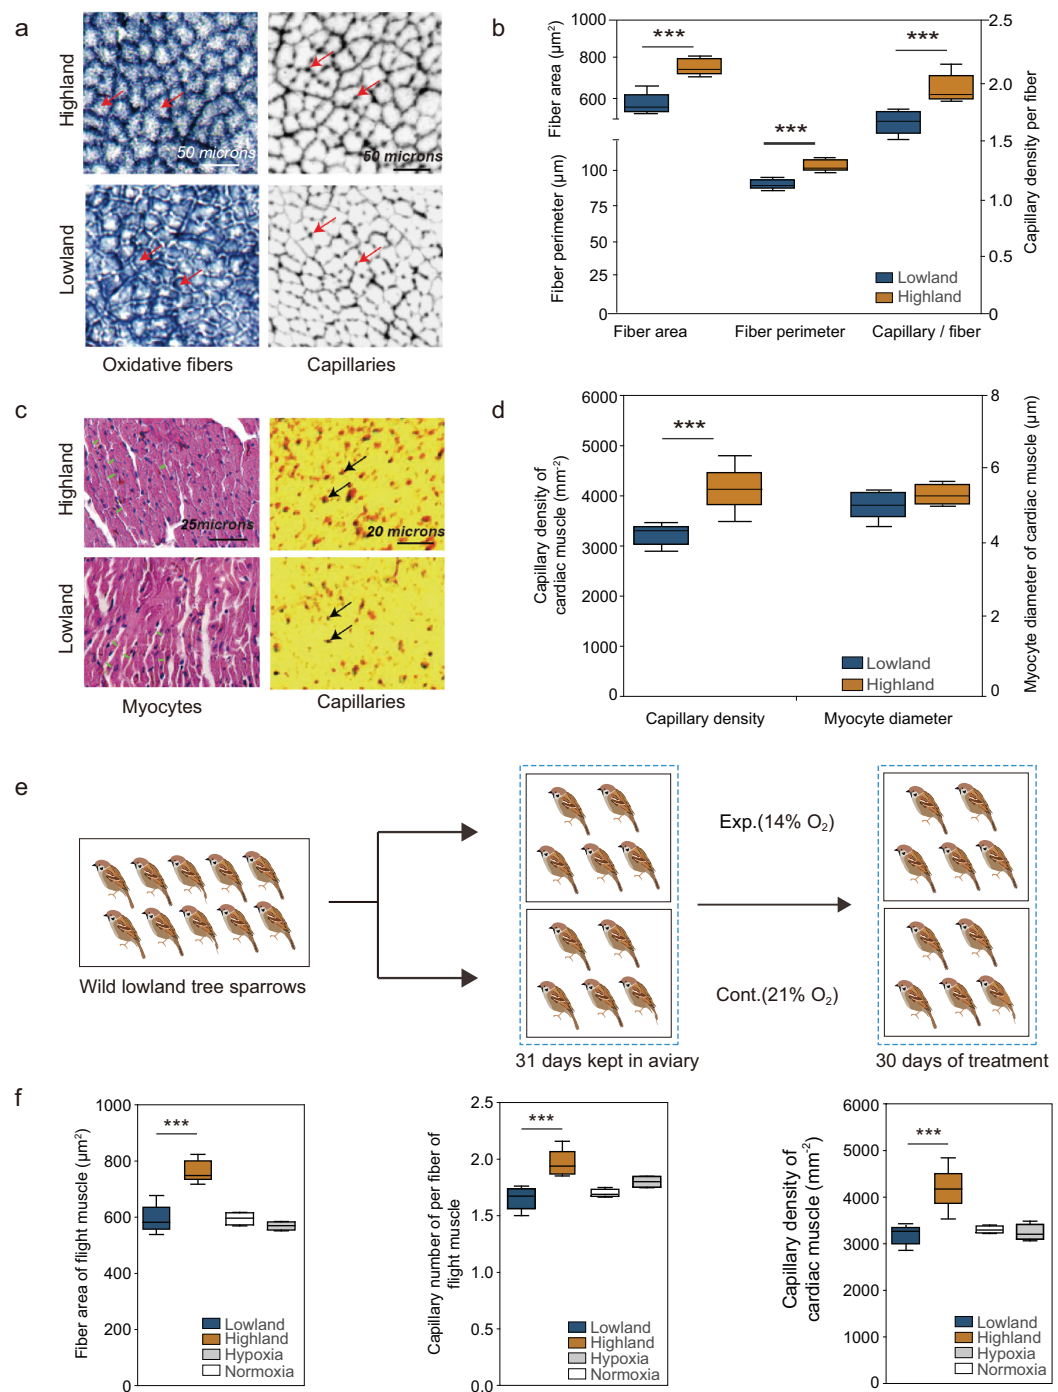 a
Highland
50 microns
50 microns
Lowland
Oxidative fibers
Capillaries
b
Fiber area (µm²)
Fiber perimeter (µm)
1000
800
600
100
75
50
25
0
***
***
***
2.5
2.0
1.5
1.0
0.5
0
Capillary density per fiber
Lowland
Highland
Fiber area
Fiber perimeter
Capillary / fiber
c
Highland
25microns
20 microns
Lowland
Myocytes
Capillaries
d
Capillary density of
cardiac muscle (mm⁻²)
6000
5000
4000
3000
2000
1000
0
***
8
6
4
2
0
Myocyte diameter of cardiac muscle (µm)
Lowland
Highland
Capillary density
Myocyte diameter
e
Wild lowland tree sparrows
Exp.(14% O₂)
Cont.(21% O₂)
31 days kept in aviary
30 days of treatment
f
Fiber area of flight muscle (µm²)
1000
800
600
400
200
0
***
Lowland
Highland
Hypoxia
Normoxia
Capillary number of per fiber of
flight muscle
2.5
2.0
1.5
1.0
0.5
0.0
***
Lowland
Highland
Hypoxia
Normoxia
Capillary density of
cardiac muscle (mm⁻²)
6000
5000
4000
3000
2000
1000
0
***
Lowland
Highland
Hypoxia
Normoxia